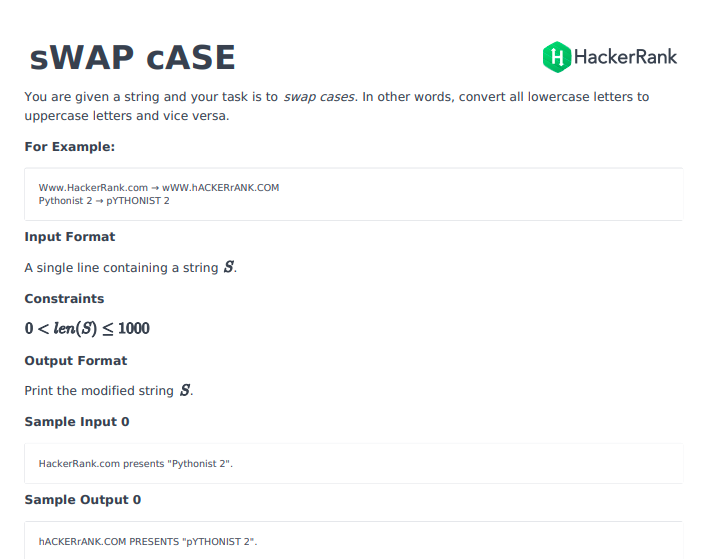 sWAP cASE
HackerRank
You are given a string and your task is to swap cases. In other words, convert all lowercase letters to
uppercase letters and vice versa.
For Example:
Www.HackerRank.com → wWW.hACKERrANK.COM
Pythonist 2 → pYTHONIST 2
Input Format
A single line containing a string S.
Constraints
0 < len(S) ≤ 1000
Output Format
Print the modified string S.
Sample Input 0
HackerRank.com presents "Pythonist 2".
Sample Output 0
hACKERrANK.COM PRESENTS "pYTHONIST 2".